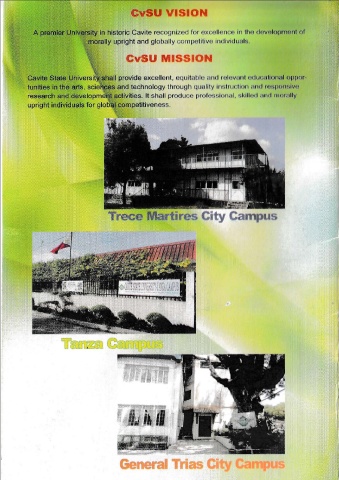 CvSU VISION
A premier University in historic Cavite recognized for excellence in the development of
morally upright and globally competitive individuals.
CvSU MISSION
Cavite State University shall provide excellent, equitable and relevant educational oppor-
tunities in the arts, sciences and technology through quality instruction and responsive
research and development activities. It shall produce professional, skilled and morally
upright individuals for global competitiveness.
Trece Martires City Campus
Tanza Campus
General Trias City Campus